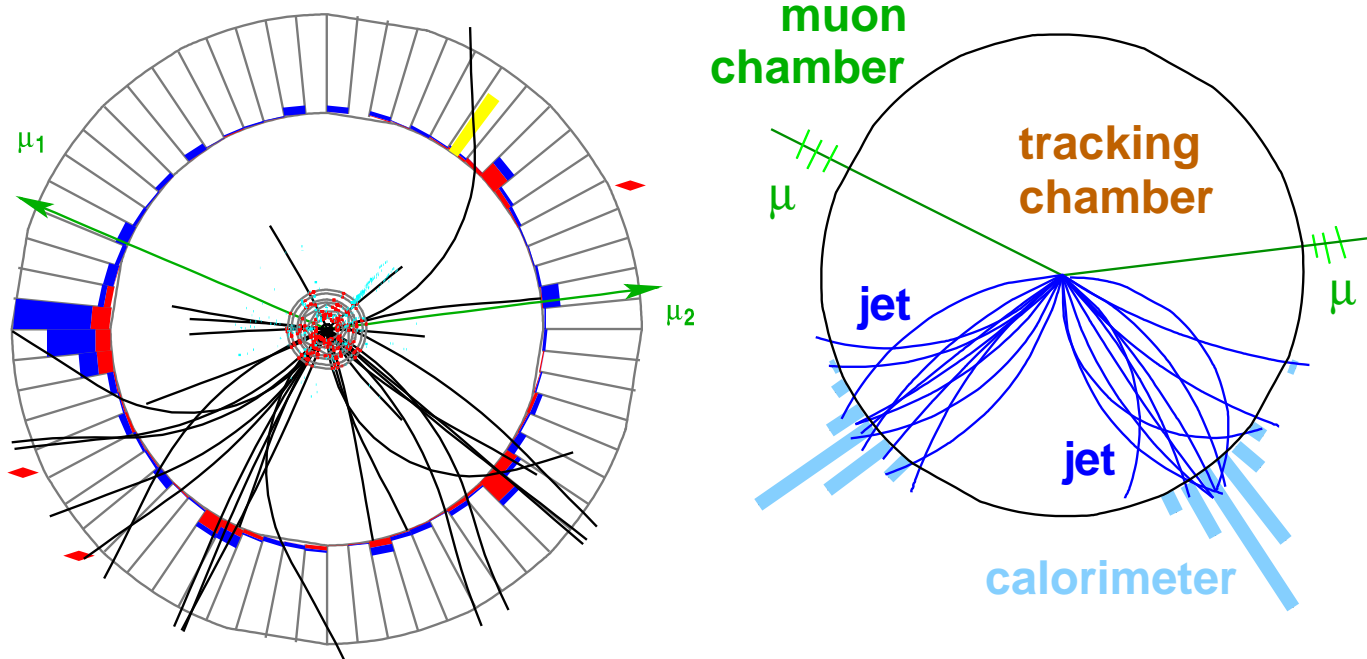 μ1
μ2
muon
chamber
tracking
chamber
μ
μ
jet
jet
calorimeter